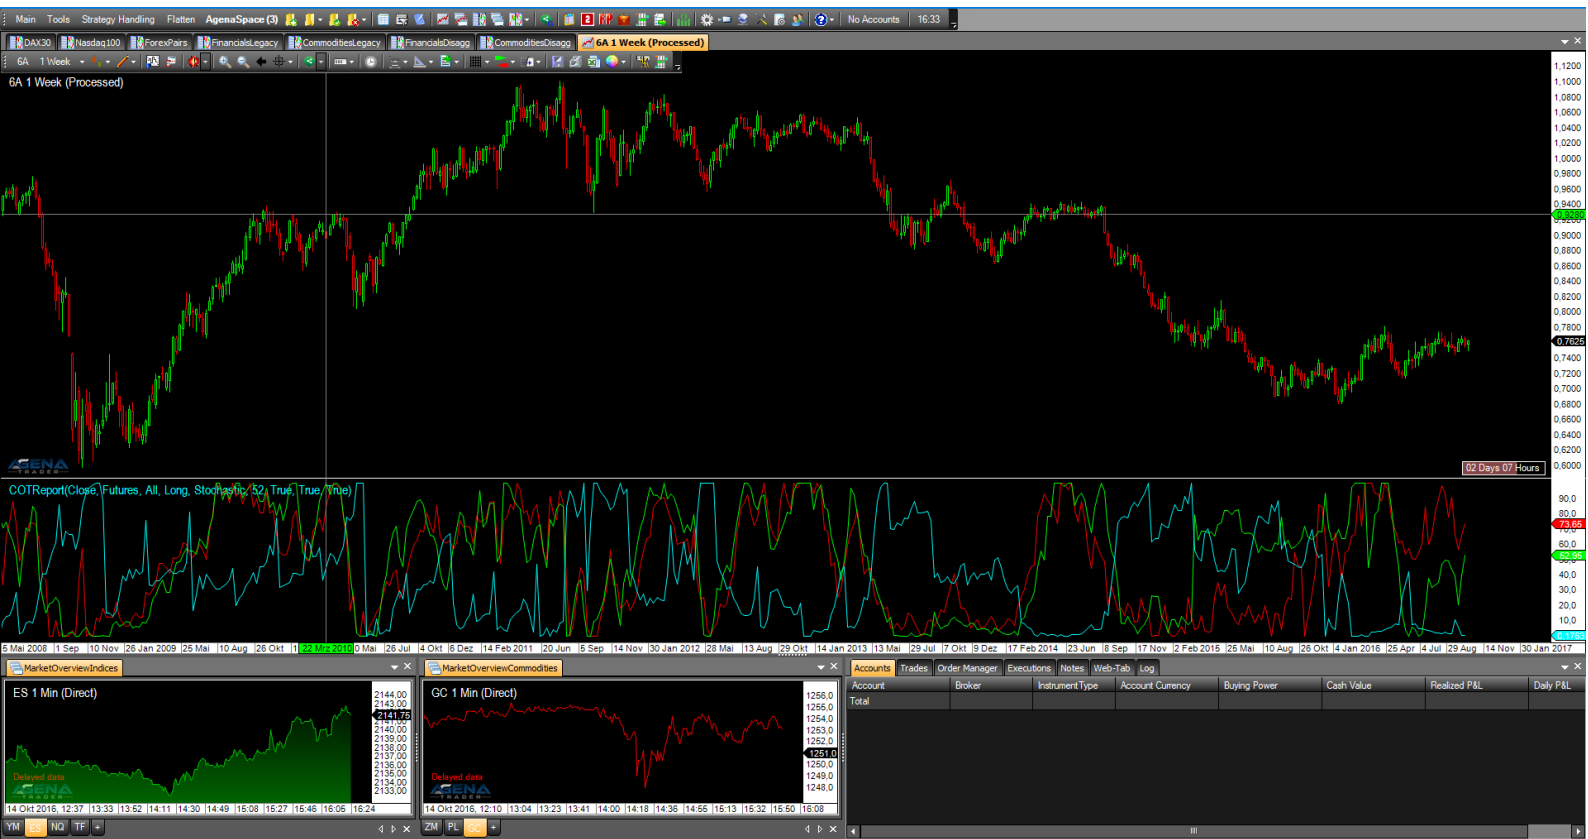 Main Tools Strategy Handling Flatten AgenaSpace (3) No Accounts 16:33
DAX30 Nasdaq100 ForexPairs FinancialsLegacy CommoditiesLegacy FinancialsDisagg CommoditiesDisagg 6A 1 Week (Processed)
6A 1 Week
6A 1 Week (Processed)
1,1200
1,1000
1,0800
1,0600
1,0400
1,0200
1,0000
0,9800
0,9600
0,9400
0,9280
0,9000
0,8800
0,8600
0,8400
0,8200
0,8000
0,7800
0,7625
0,7400
0,7200
0,7000
0,6800
0,6600
0,6400
0,6200
0,6000
AGENA
TRADER
02 Days 07 Hours
COTReport(Close, Futures, All, Long, Stochastic, 52, True, True, True)
90,0
80,0
73,65
60,0
52,95
40,0
30,0
20,0
10,0
5 Mai 2008 1 Sep 10 Nov 26 Jan 2009 25 Mai 10 Aug 26 Okt 22 Mrz 2010 0 Mai 26 Jul 4 Okt 6 Dez 14 Feb 2011 20 Jun 5 Sep 14 Nov 30 Jan 2012 28 Mai 13 Aug 29 Okt 14 Jan 2013 13 Mai 29 Jul 7 Okt 9 Dez 17 Feb 2014 23 Jun 8 Sep 17 Nov 2 Feb 2015 25 Mai 10 Aug 26 Okt 4 Jan 2016 25 Apr 4 Jul 29 Aug 14 Nov 30 Jan 2017
MarketOverviewIndices
ES 1 Min (Direct)
2144,00
2143,00
2141,75
2140,00
2139,00
2138,00
2137,00
2136,00
2135,00
2134,00
2133,00
Delayed data
AGENA
TRADER
14 Okt 2016, 12:37 13:33 13:52 14:11 14:30 14:49 15:08 15:27 15:46 16:05 16:24
YM ES NQ TF +
MarketOverviewCommodities
GC 1 Min (Direct)
1256,0
1255,0
1254,0
1253,0
1252,0
1251,0
1250,0
1249,0
1248,0
Delayed data
AGENA
TRADER
14 Okt 2016, 12:10 13:04 13:23 13:41 14:00 14:18 14:36 14:55 15:13 15:32 15:50 16:08
ZM PL GC +
Accounts Trades Order Manager Executions Notes Web-Tab Log
Account Broker InstrumentType Account Currency Buying Power Cash Value Realized P&L Daily P&L
Total